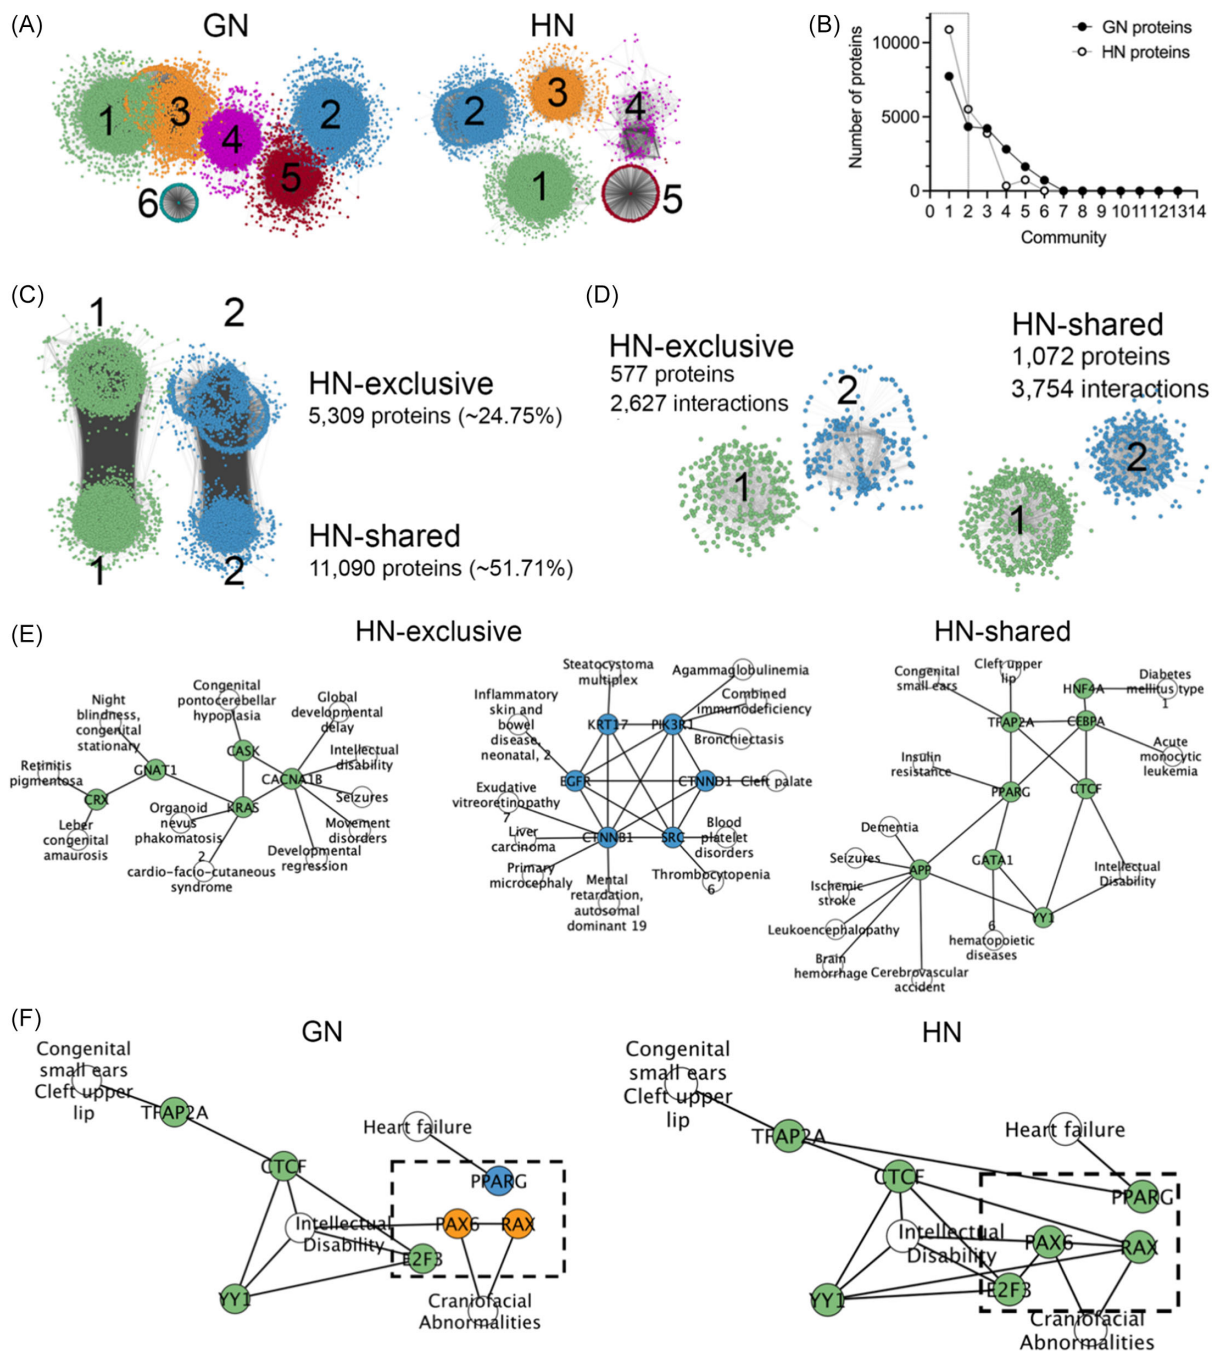 (A)
GN
HN
1
3
4
2
5
6
2
3
4
1
5
(B)
Number of proteins
10000
5000
0
GN proteins
HN proteins
0 1 2 3 4 5 6 7 8 9 10 11 12 13 14
Community
(C)
1
2
HN-exclusive
5,309 proteins (~24.75%)
HN-shared
11,090 proteins (~51.71%)
1
2
(D)
HN-exclusive
577 proteins
2,627 interactions
1
2
HN-shared
1,072 proteins
3,754 interactions
1
2
(E)
HN-exclusive
Night
blindness,
congenital
stationary
Congenital
pontocerebellar
hypoplasia
Global
developmental
delay
Retinitis
pigmentosa
GNAT1
CASK
CACNA1B
Intellectual
disability
CRX
KRAS
Seizures
Leber
congenital
amaurosis
Organoid
nevus
phakomatosis
Movement
disorders
Developmental
regression
2
cardio-facio-cutaneous
syndrome
Steatocystoma
multiplex
Agammaglobulinemia
Inflammatory
skin and
bowel
disease,
neonatal, 2
Combined
immunodeficiency
KRT17
PIK3R1
Bronchiectasis
EGFR
CTNND1
Cleft palate
Exudative
vitreoretinopathy
7
Liver
carcinoma
CTNNB1
SRC
Blood
platelet
disorders
Primary
microcephaly
Mental
retardation,
autosomal
dominant 19
Thrombocytopenia
6
HN-shared
Congenital
small ears
Cleft upper
lip
HNF4A
Diabetes
mellitus type
1
TFAP2A
CEBPA
Insulin
resistance
Acute
monocytic
leukemia
PPARG
CTCF
Dementia
Seizures
APP
GATA1
Intellectual
Disability
Ischemic
stroke
YY1
Leukoencephalopathy
6
hematopoietic
diseases
Brain
hemorrhage
Cerebrovascular
accident
(F)
GN
Congenital
small ears
Cleft upper
lip
TFAP2A
Heart failure
CTCF
PPARG
Intellectual
Disability
PAX6
RAX
E2F3
YY1
Craniofacial
Abnormalities
HN
Congenital
small ears
Cleft upper
lip
TFAP2A
Heart failure
CTCF
PPARG
Intellectual
Disability
PAX6
RAX
E2F3
YY1
Craniofacial
Abnormalities